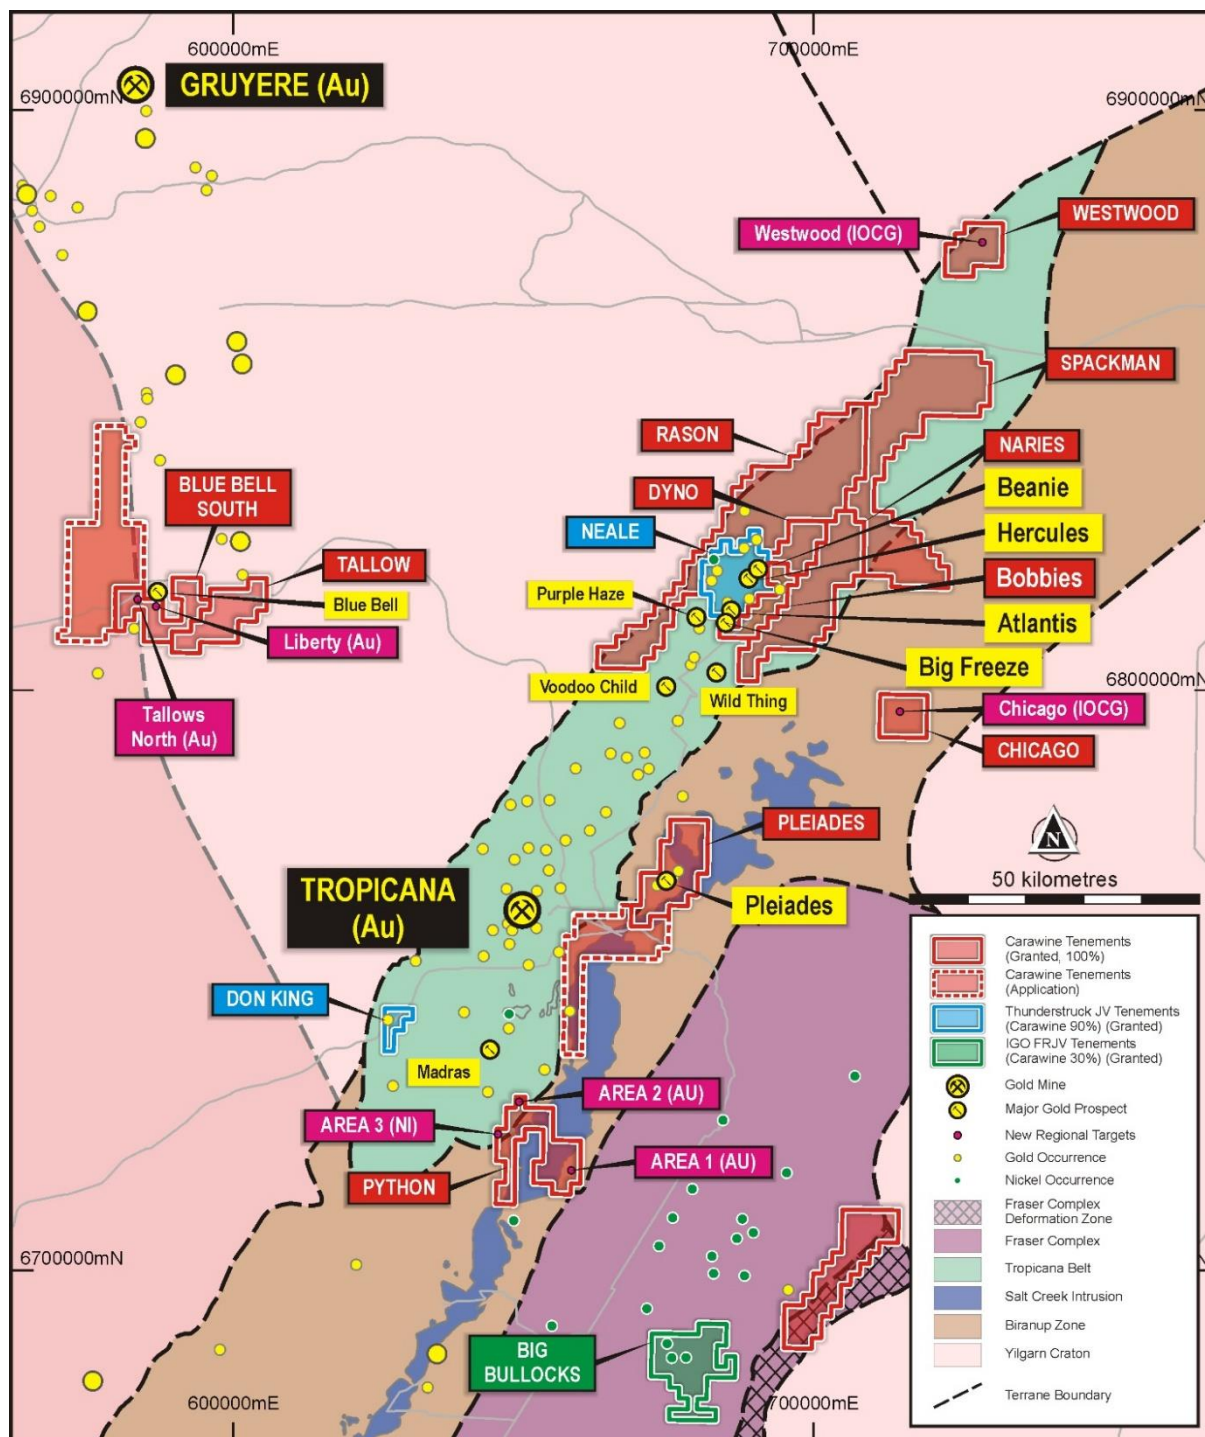 600000mE
700000mE
GRUYERE (Au)
6900000mN
6900000mN
WESTWOOD
Westwood (IOCG)
SPACKMAN
RASON
NARIES
DYNO
Beanie
BLUE BELL
SOUTH
NEALE
Hercules
TALLOW
Bobbies
Purple Haze
Blue Bell
Atlantis
Liberty (Au)
Big Freeze
Voodoo Child
Wild Thing
6800000mN
Tallows
North (Au)
Chicago (IOCG)
CHICAGO
PLEIADES
N
50 kilometres
TROPICANA
(Au)
Pleiades
DON KING
Madras
AREA 2 (AU)
AREA 3 (NI)
AREA 1 (AU)
PYTHON
6700000mN
BIG
BULLOCKS
600000mE
700000mE
Carawine Tenements
(Granted, 100%)
Carawine Tenements
(Application)
Thunderstruck JV Tenements
(Carawine 90%) (Granted)
IGO FRJV Tenements
(Carawine 30%) (Granted)
Gold Mine
Major Gold Prospect
New Regional Targets
Gold Occurrence
Nickel Occurrence
Fraser Complex
Deformation Zone
Fraser Complex
Tropicana Belt
Salt Creek Intrusion
Biranup Zone
Yilgarn Craton
Terrane Boundary